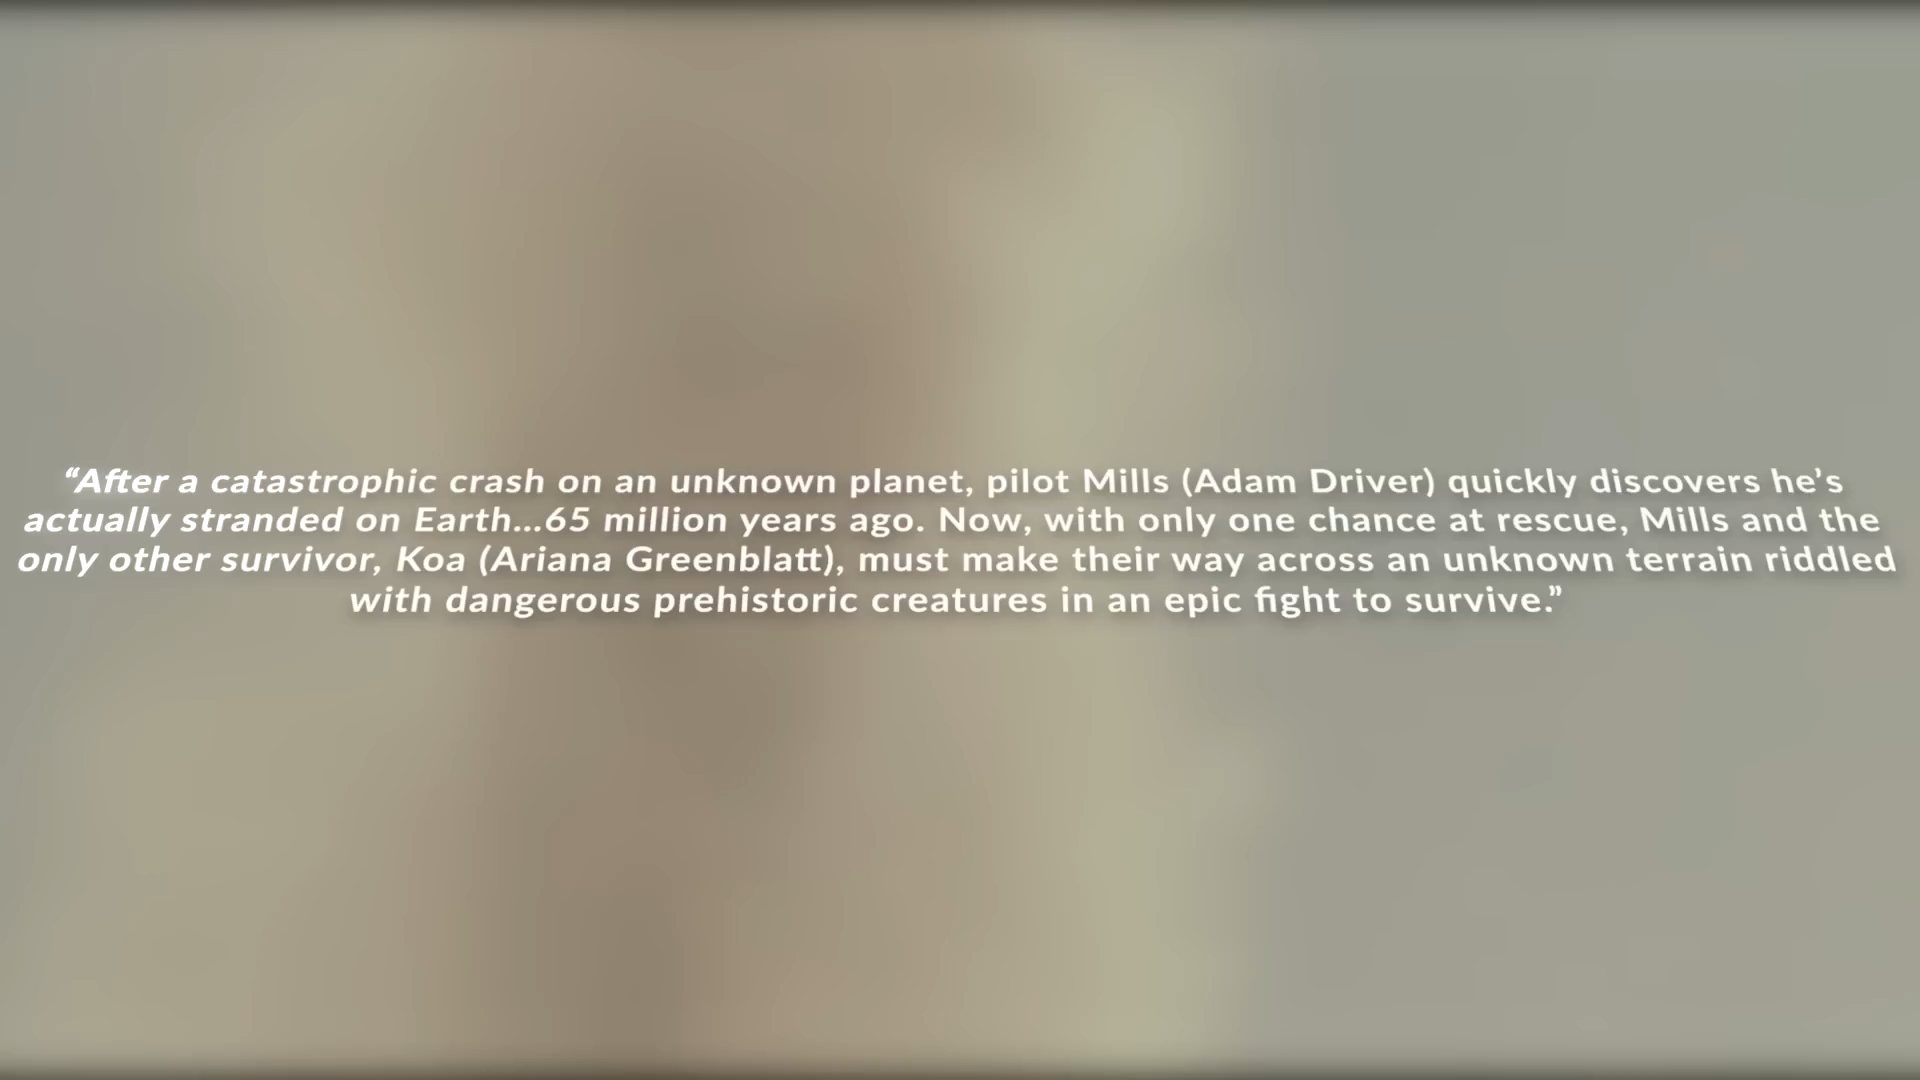 “After a catastrophic crash on an unknown planet, pilot Mills (Adam Driver) quickly discovers he’s
actually stranded on Earth...65 million years ago. Now, with only one chance at rescue, Mills and the
only other survivor, Koa (Ariana Greenblatt), must make their way across an unknown terrain riddled
with dangerous prehistoric creatures in an epic fight to survive.”